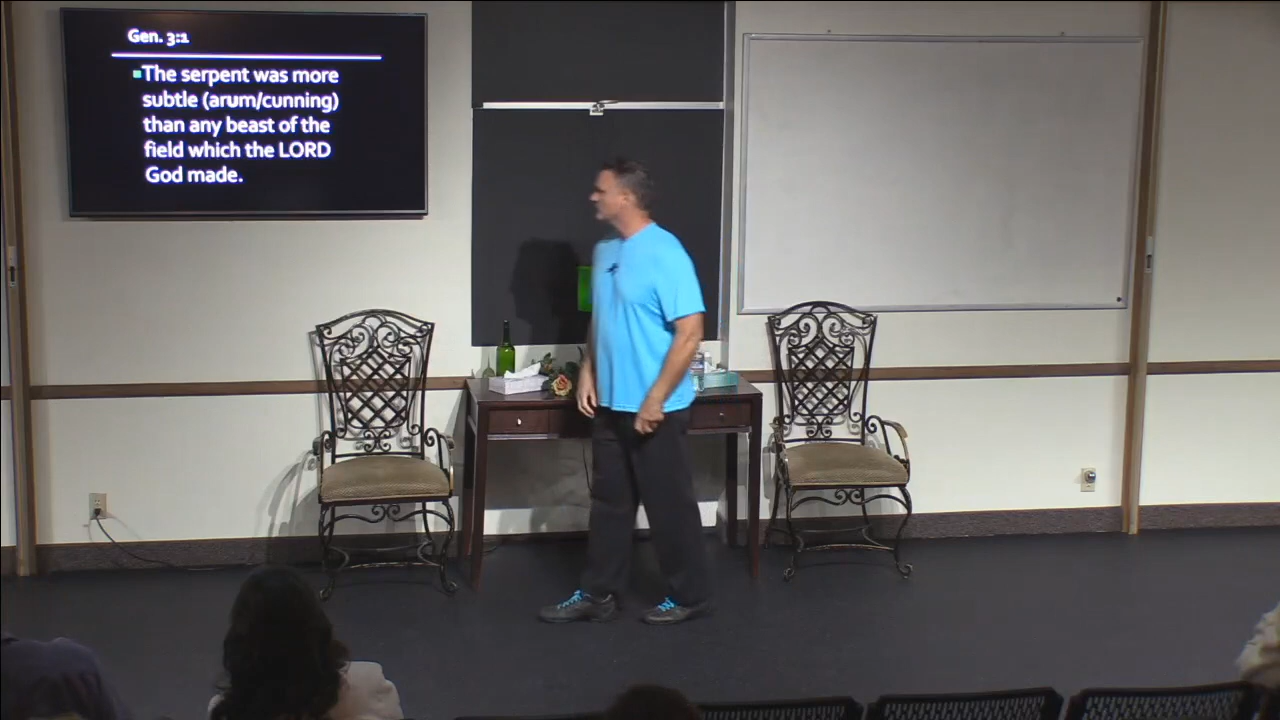 Gen. 3:1
The serpent was more
subtle (arum/cunning)
than any beast of the
field which the LORD
God made.